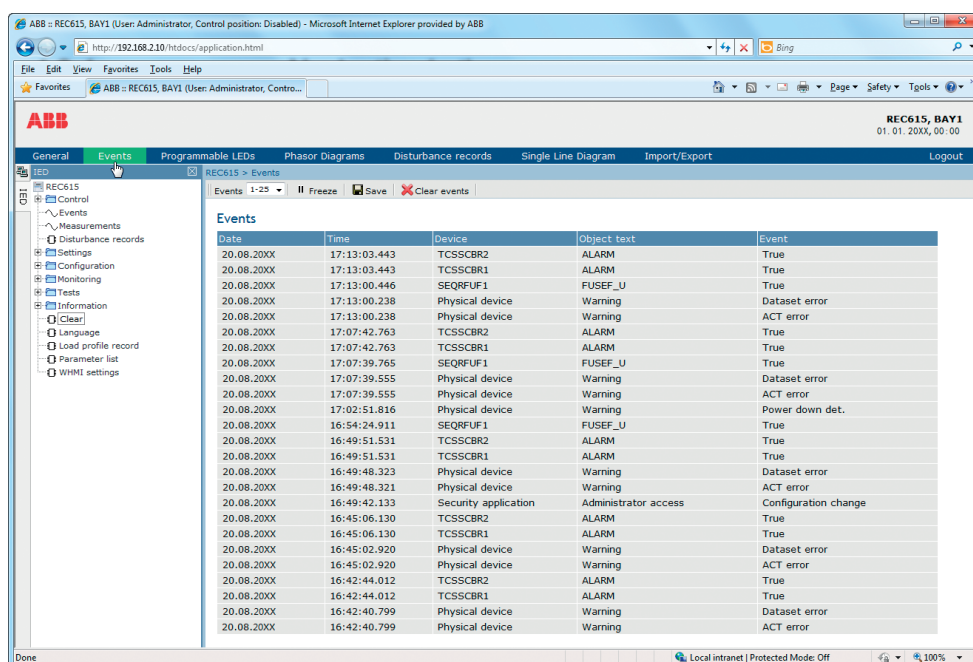 ABB :: REC615, BAY1 (User: Administrator, Control position: Disabled) - Microsoft Internet Explorer provided by ABB
http://192.168.2.10/htdocs/application.html
Bing
File Edit View Favorites Tools Help
Favorites ABB :: REC615, BAY1 (User: Administrator, Contro... Page Safety Tools
ABB
REC615, BAY1
01. 01. 20XX, 00:00
General Events Programmable LEDs Phasor Diagrams Disturbance records Single Line Diagram Import/Export Logout
IED
IED
REC615
Control
Events
Measurements
Disturbance records
Settings
Configuration
Monitoring
Tests
Information
Clear
Language
Load profile record
Parameter list
WHMI settings
REC615 > Events
Events 1-25 Freeze Save Clear events
Events
Date Time Device Object text Event
20.08.20XX 17:13:03.443 TCSSCBR2 ALARM True
20.08.20XX 17:13:03.443 TCSSCBR1 ALARM True
20.08.20XX 17:13:00.446 SEQRFUF1 FUSEF_U True
20.08.20XX 17:13:00.238 Physical device Warning Dataset error
20.08.20XX 17:13:00.238 Physical device Warning ACT error
20.08.20XX 17:07:42.763 TCSSCBR2 ALARM True
20.08.20XX 17:07:42.763 TCSSCBR1 ALARM True
20.08.20XX 17:07:39.765 SEQRFUF1 FUSEF_U True
20.08.20XX 17:07:39.555 Physical device Warning Dataset error
20.08.20XX 17:07:39.555 Physical device Warning ACT error
20.08.20XX 17:02:51.816 Physical device Warning Power down det.
20.08.20XX 16:54:24.911 SEQRFUF1 FUSEF_U True
20.08.20XX 16:49:51.531 TCSSCBR2 ALARM True
20.08.20XX 16:49:51.531 TCSSCBR1 ALARM True
20.08.20XX 16:49:48.323 Physical device Warning Dataset error
20.08.20XX 16:49:48.321 Physical device Warning ACT error
20.08.20XX 16:49:42.133 Security application Administrator access Configuration change
20.08.20XX 16:45:06.130 TCSSCBR2 ALARM True
20.08.20XX 16:45:06.130 TCSSCBR1 ALARM True
20.08.20XX 16:45:02.920 Physical device Warning Dataset error
20.08.20XX 16:45:02.920 Physical device Warning ACT error
20.08.20XX 16:42:44.012 TCSSCBR2 ALARM True
20.08.20XX 16:42:44.012 TCSSCBR1 ALARM True
20.08.20XX 16:42:40.799 Physical device Warning Dataset error
20.08.20XX 16:42:40.799 Physical device Warning ACT error
Done Local intranet | Protected Mode: Off 100%